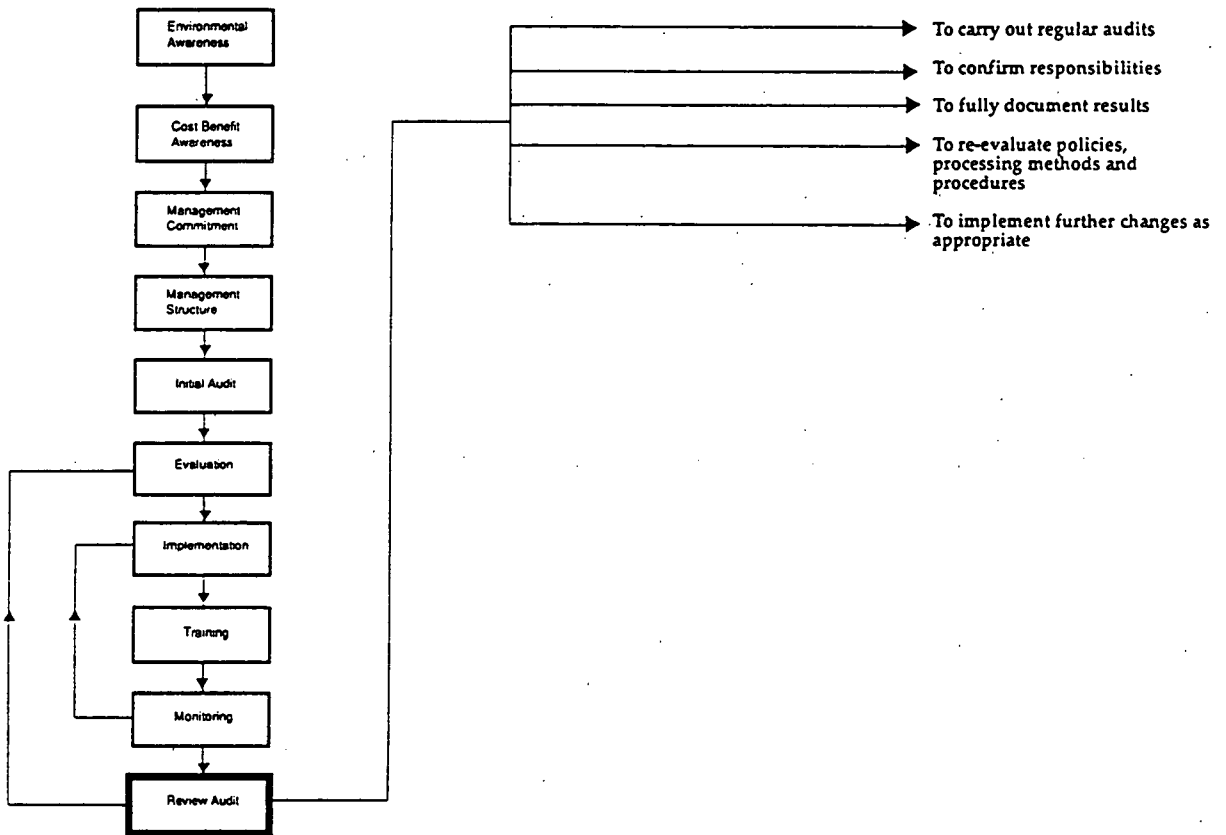 Environmental
Awareness
Cost Benefit
Awareness
Management
Commitment
Management
Structure
Initial Audit
Evaluation
Implementation
Training
Monitoring
Review Audit
To carry out regular audits
To confirm responsibilities
To fully document results
To re-evaluate policies,
processing methods and
procedures
To implement further changes as
appropriate